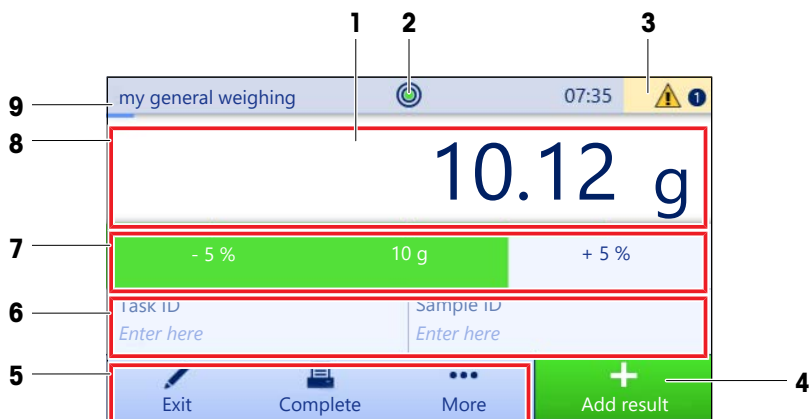 1 2 3
9 my general weighing 07:35 1
8 10.12 g
7 - 5 % 10 g + 5 %
6 Task ID Sample ID
Enter here Enter here
5 Exit Complete More Add result 4